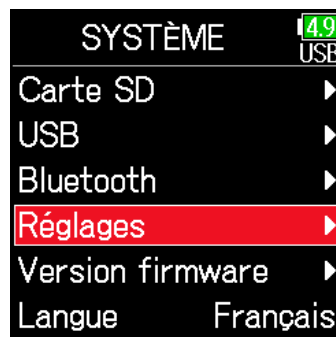 SYSTÈME 4.9
USB
Carte SD
USB
Bluetooth
Réglages
Version firmware
Langue Français